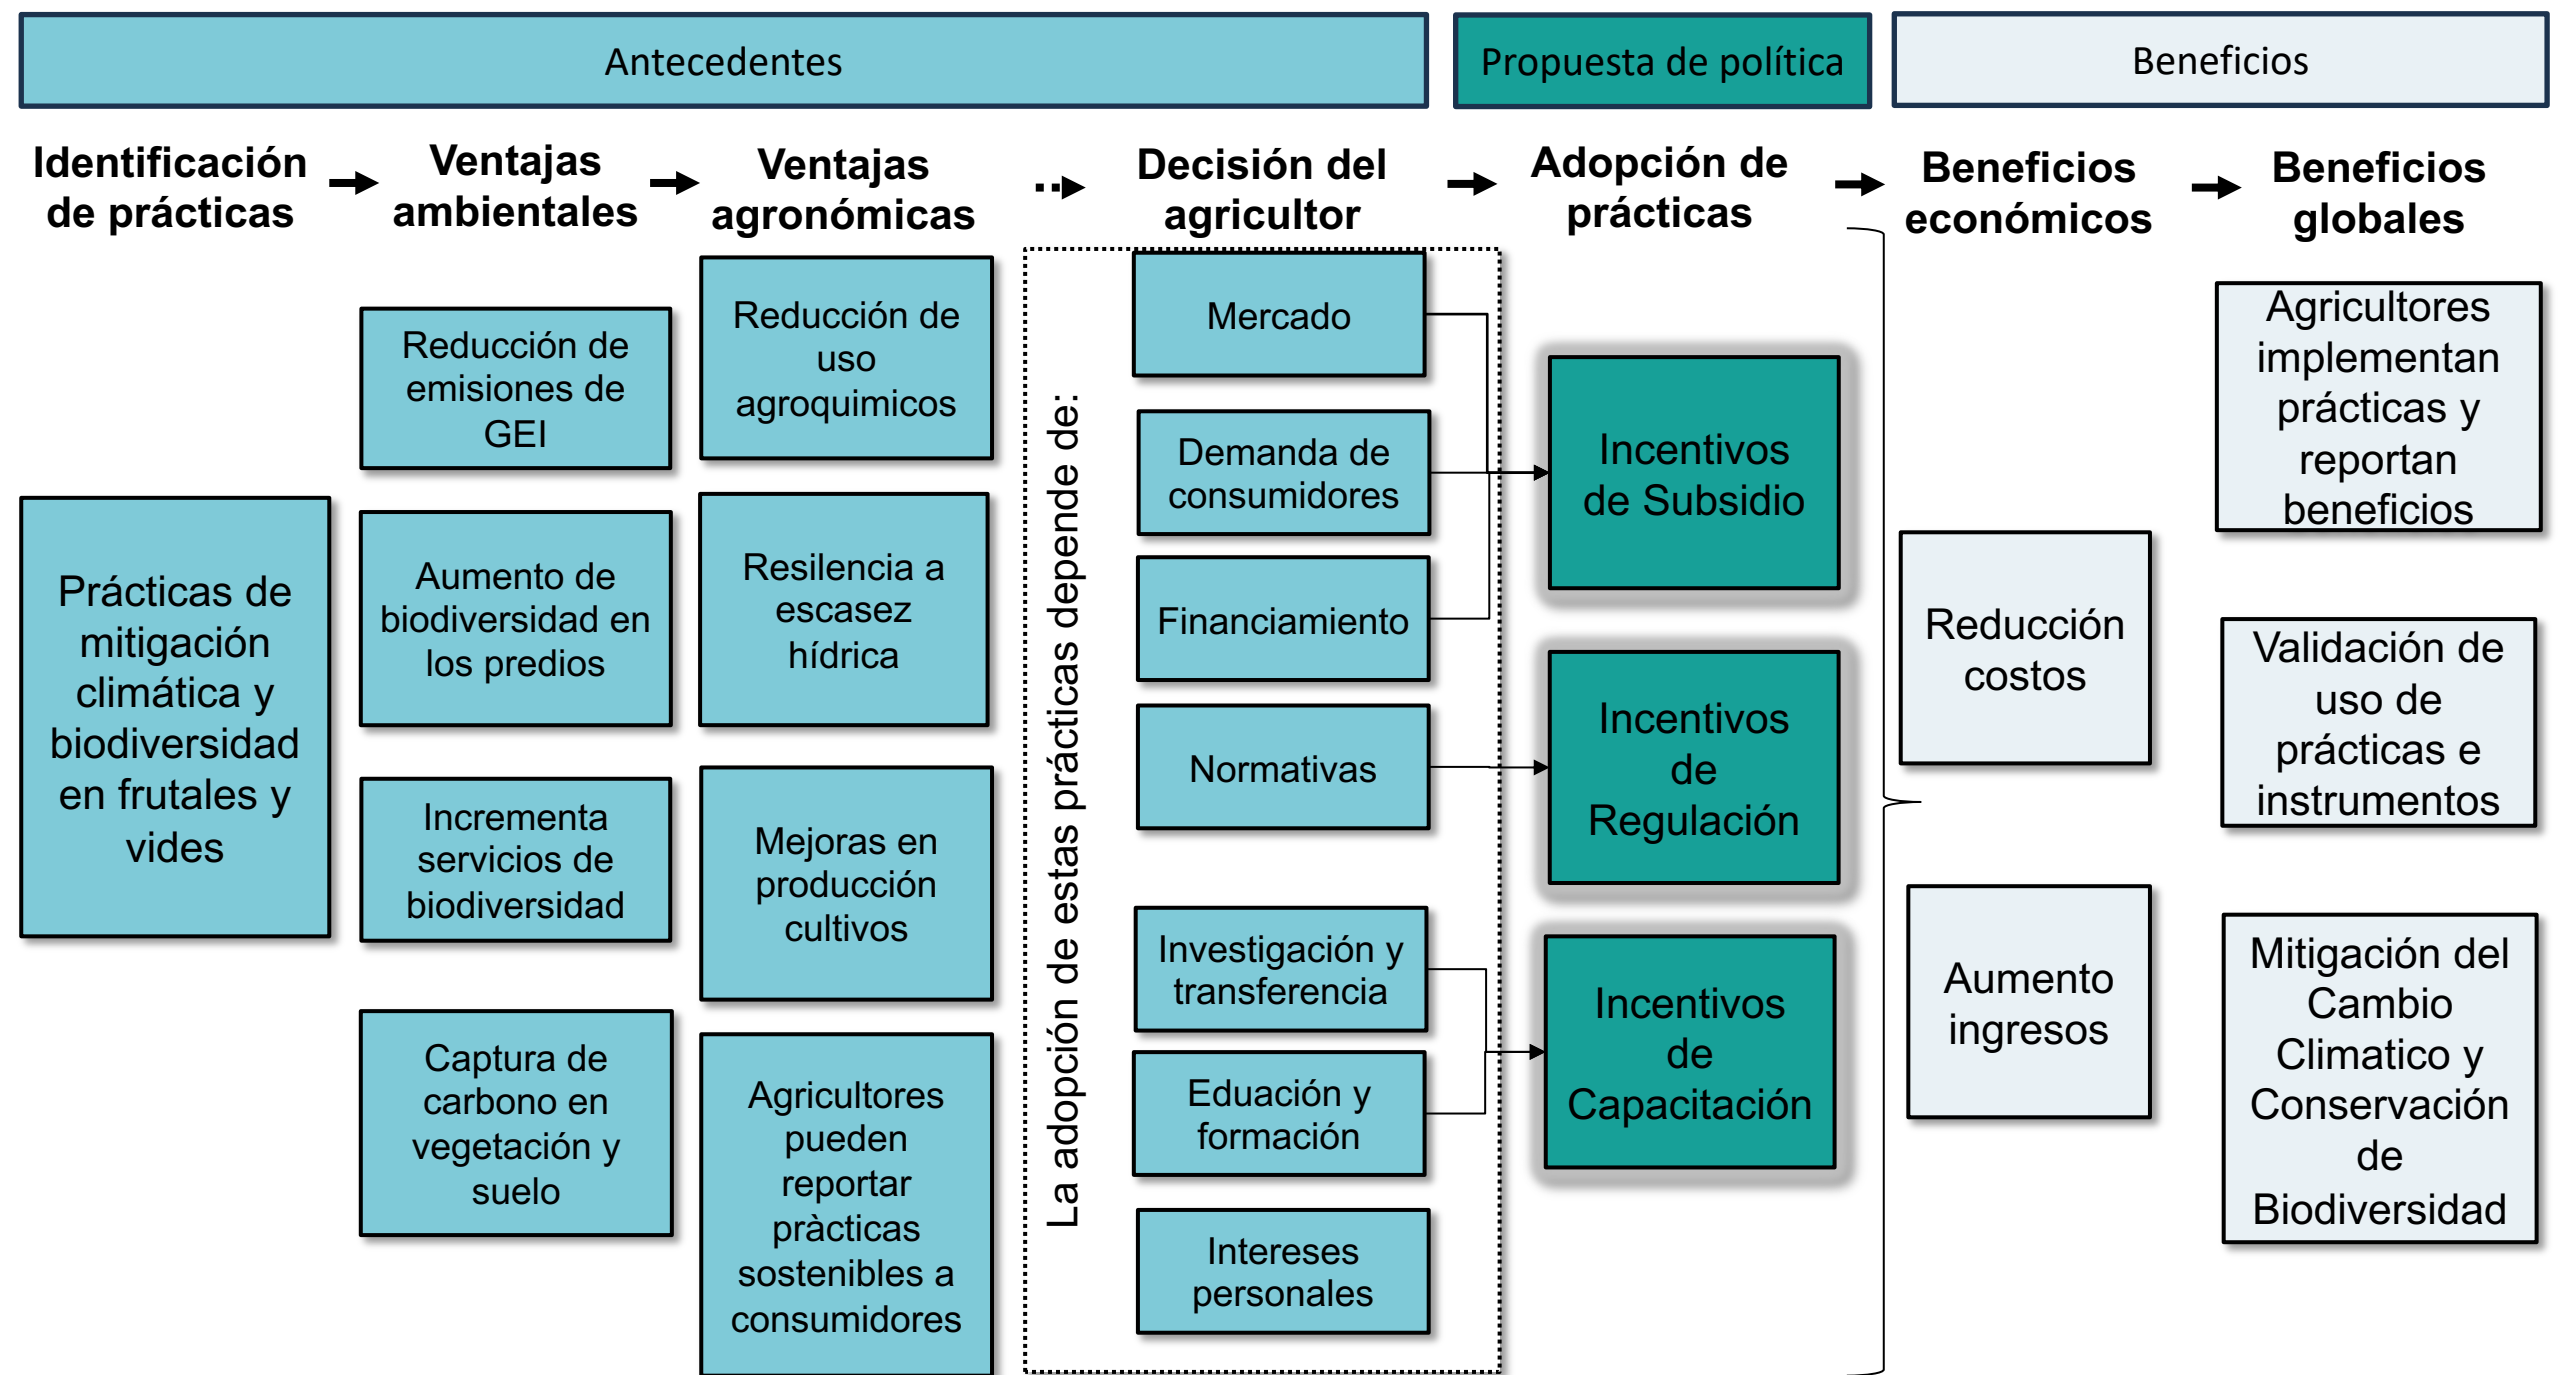 Antecedentes
Propuesta de política
Beneficios
Identificación
de prácticas
Ventajas
ambientales
Ventajas
agronómicas
Decisión del
agricultor
Adopción de
prácticas
Beneficios
económicos
Beneficios
globales
Prácticas de
mitigación
climática y
biodiversidad
en frutales y
vides
Reducción de
emisiones de
GEI
Aumento de
biodiversidad en
los predios
Incrementa
servicios de
biodiversidad
Captura de
carbono en
vegetación y
suelo
Reducción de
uso
agroquimicos
Resilencia a
escasez
hídrica
Mejoras en
producción
cultivos
Agricultores
pueden
reportar
pràcticas
sostenibles a
consumidores
La adopción de estas prácticas depende de:
Mercado
Demanda de
consumidores
Financiamiento
Normativas
Investigación y
transferencia
Eduación y
formación
Intereses
personales
Incentivos
de Subsidio
Incentivos
de
Regulación
Incentivos
de
Capacitación
Reducción
costos
Aumento
ingresos
Agricultores
implementan
prácticas y
reportan
beneficios
Validación de
uso de
prácticas e
instrumentos
Mitigación del
Cambio
Climatico y
Conservación
de
Biodiversidad